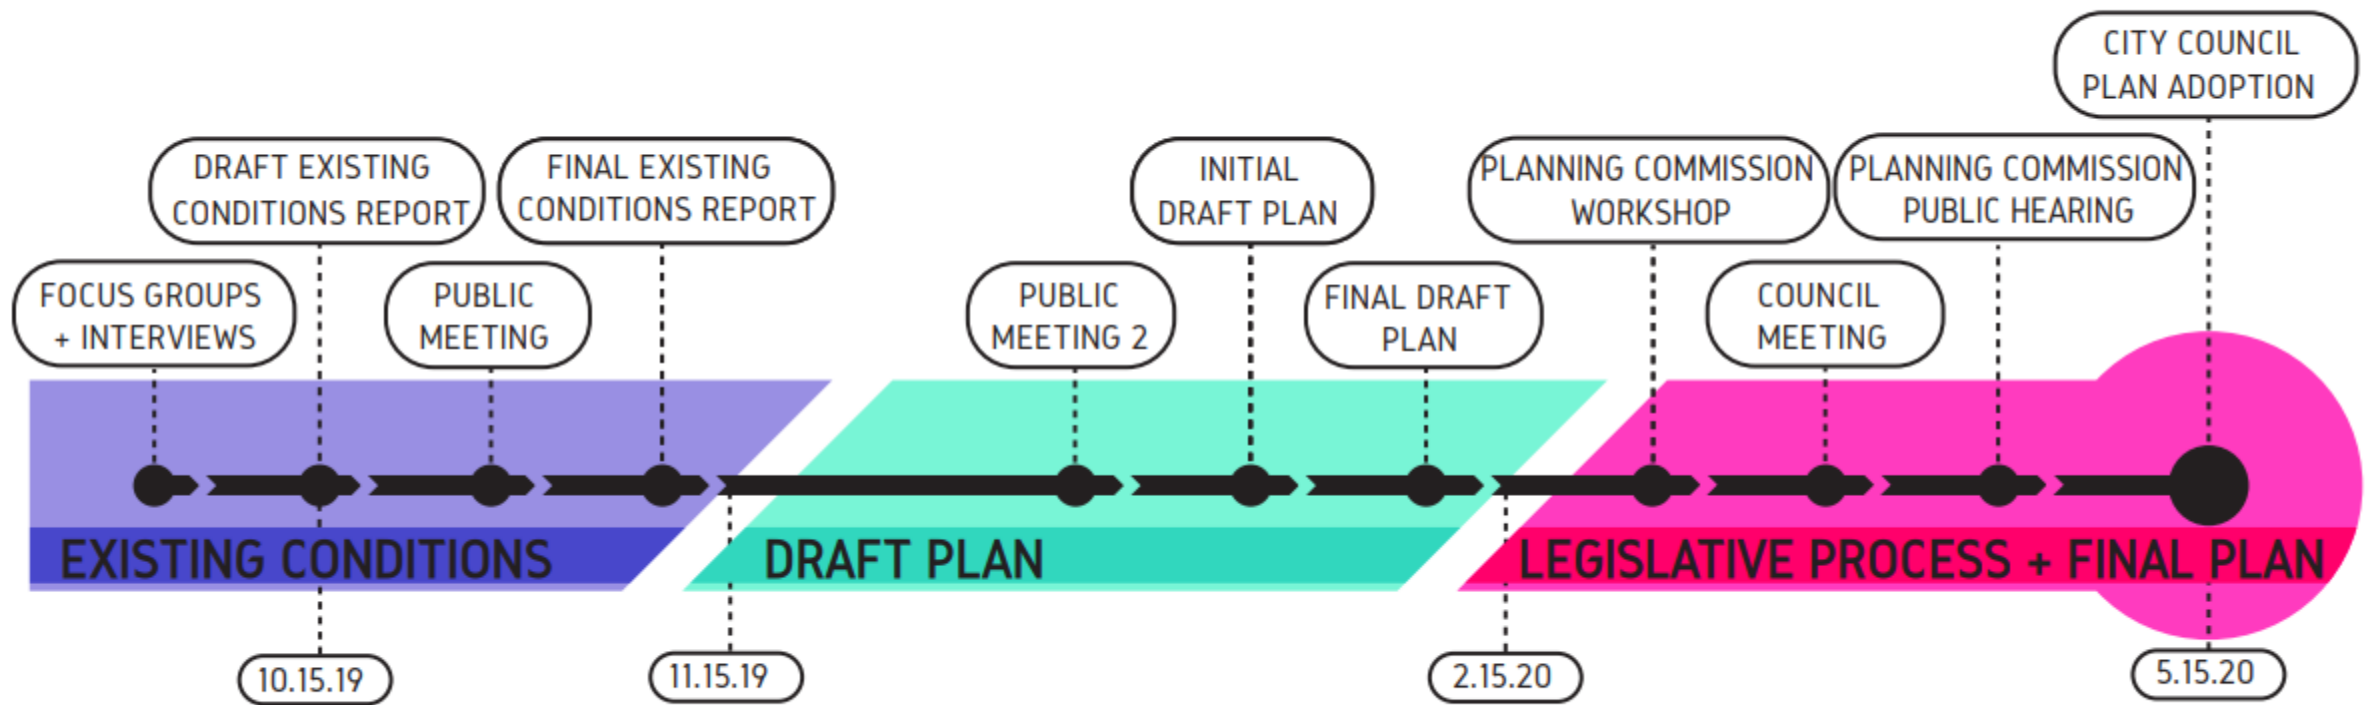 CITY COUNCIL
PLAN ADOPTION
DRAFT EXISTING
CONDITIONS REPORT
FINAL EXISTING
CONDITIONS REPORT
INITIAL
DRAFT PLAN
PLANNING COMMISSION
WORKSHOP
PLANNING COMMISSION
PUBLIC HEARING
FOCUS GROUPS
+ INTERVIEWS
PUBLIC
MEETING
PUBLIC
MEETING 2
FINAL DRAFT
PLAN
COUNCIL
MEETING
EXISTING CONDITIONS
DRAFT PLAN
LEGISLATIVE PROCESS + FINAL PLAN
10.15.19
11.15.19
2.15.20
5.15.20